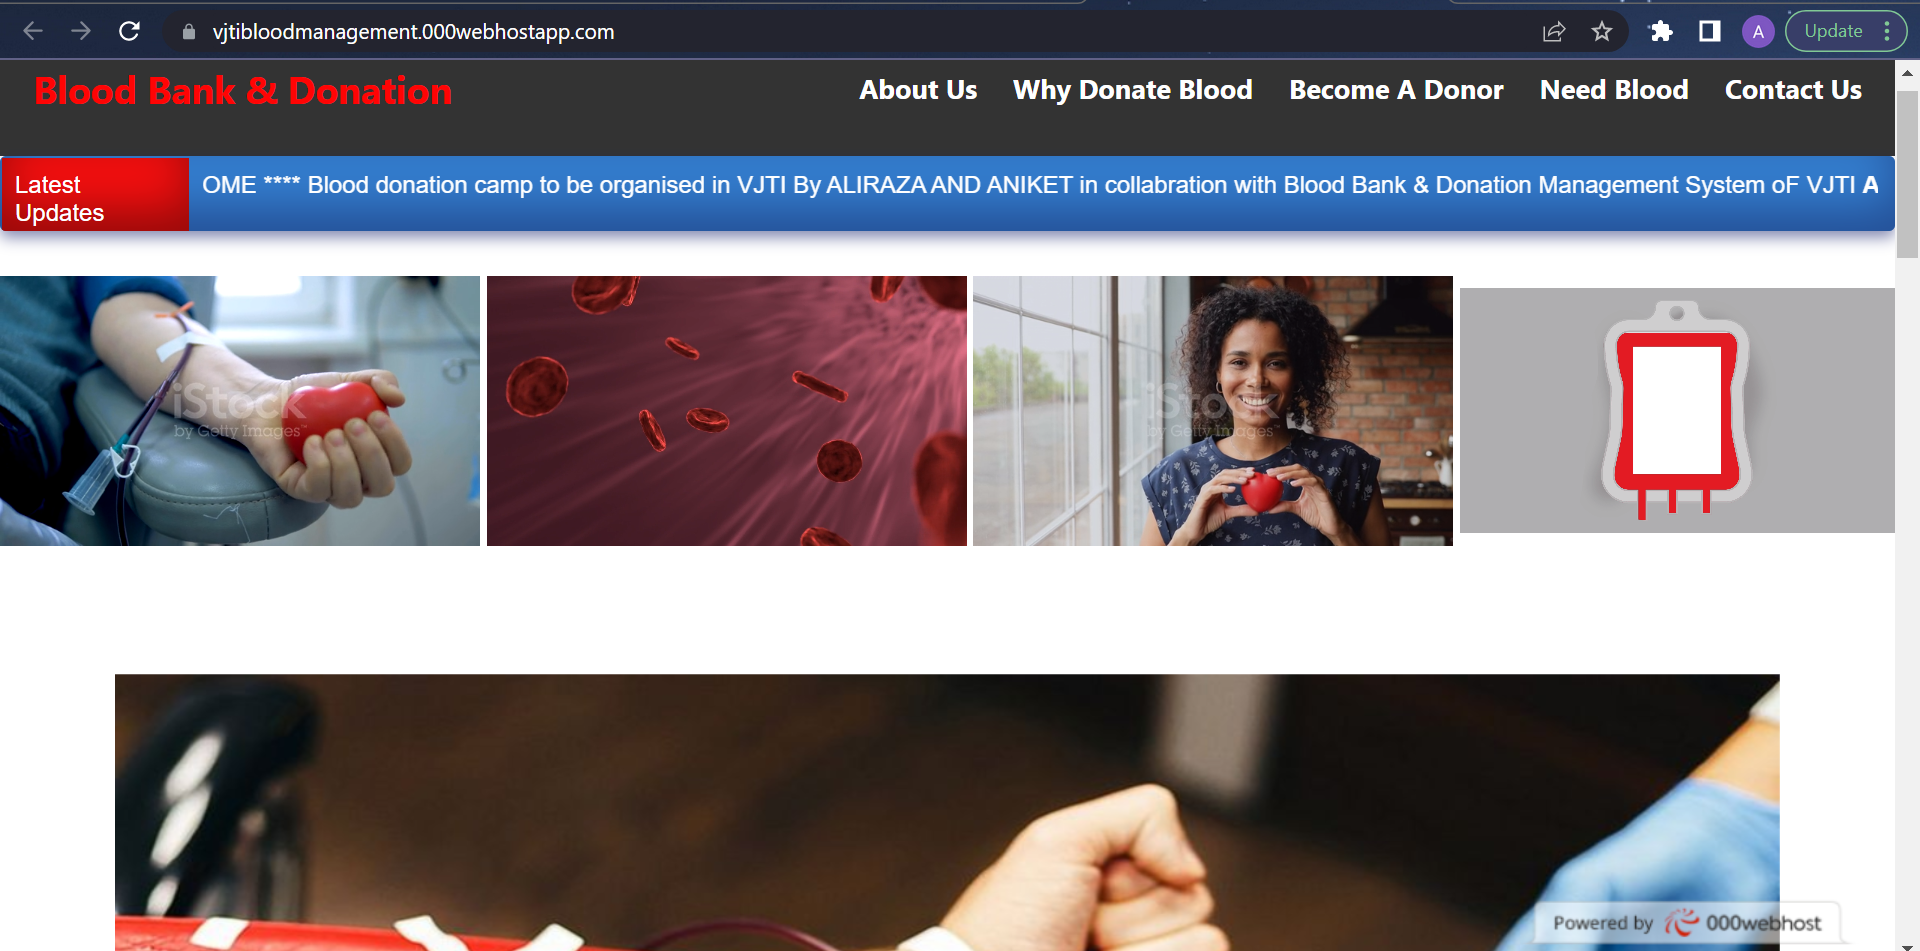 vjtibloodmanagement.000webhostapp.com
A
Update
Blood Bank & Donation
About Us
Why Donate Blood
Become A Donor
Need Blood
Contact Us
Latest
Updates
OME **** Blood donation camp to be organised in VJTI By ALIRAZA AND ANIKET in collabration with Blood Bank & Donation Management System oF VJTI A
iStock
by Getty Images™
iStock
by Getty Images™
Powered by 000webhost